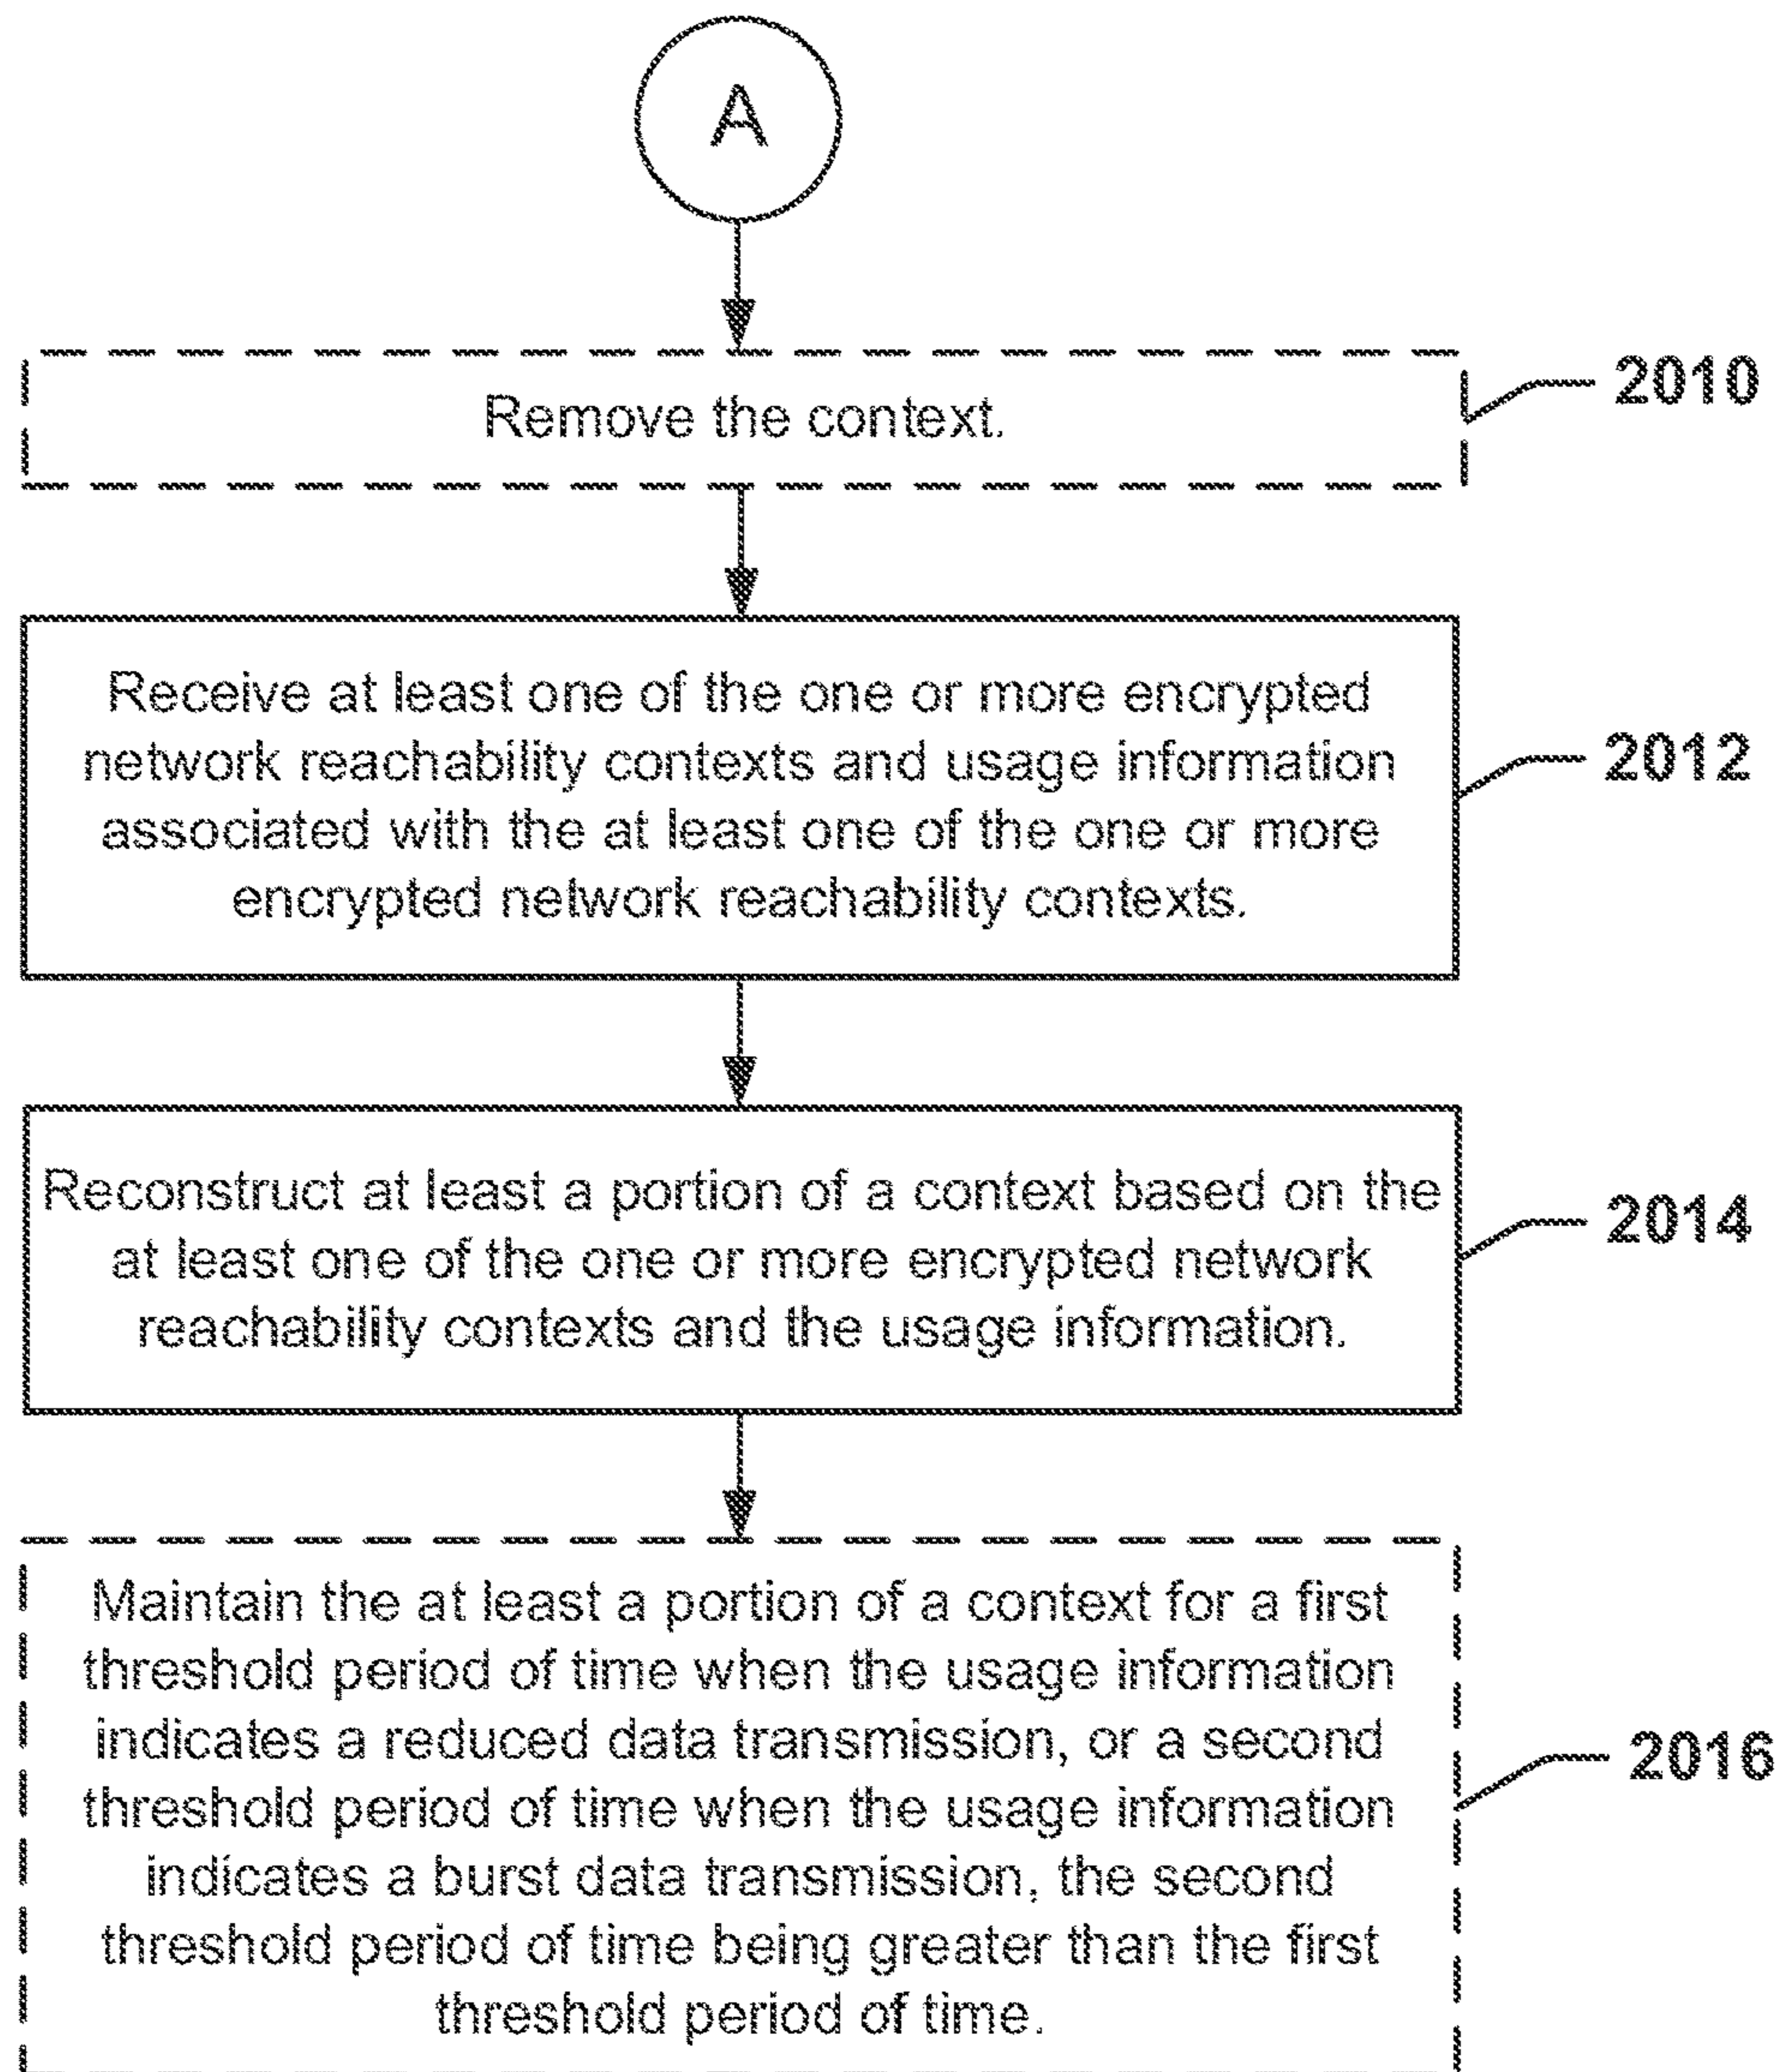 A
Remove the context.
2010
Receive at least one of the one or more encrypted
network reachability contexts and usage information
associated with the at least one of the one or more
encrypted network reachability contexts.
2012
Reconstruct at least a portion of a context based on the
at least one of the one or more encrypted network
reachability contexts and the usage information.
2014
Maintain the at least a portion of a context for a first
threshold period of time when the usage information
indicates a reduced data transmission, or a second
threshold period of time when the usage information
indicates a burst data transmission, the second
threshold period of time being greater than the first
threshold period of time.
2016